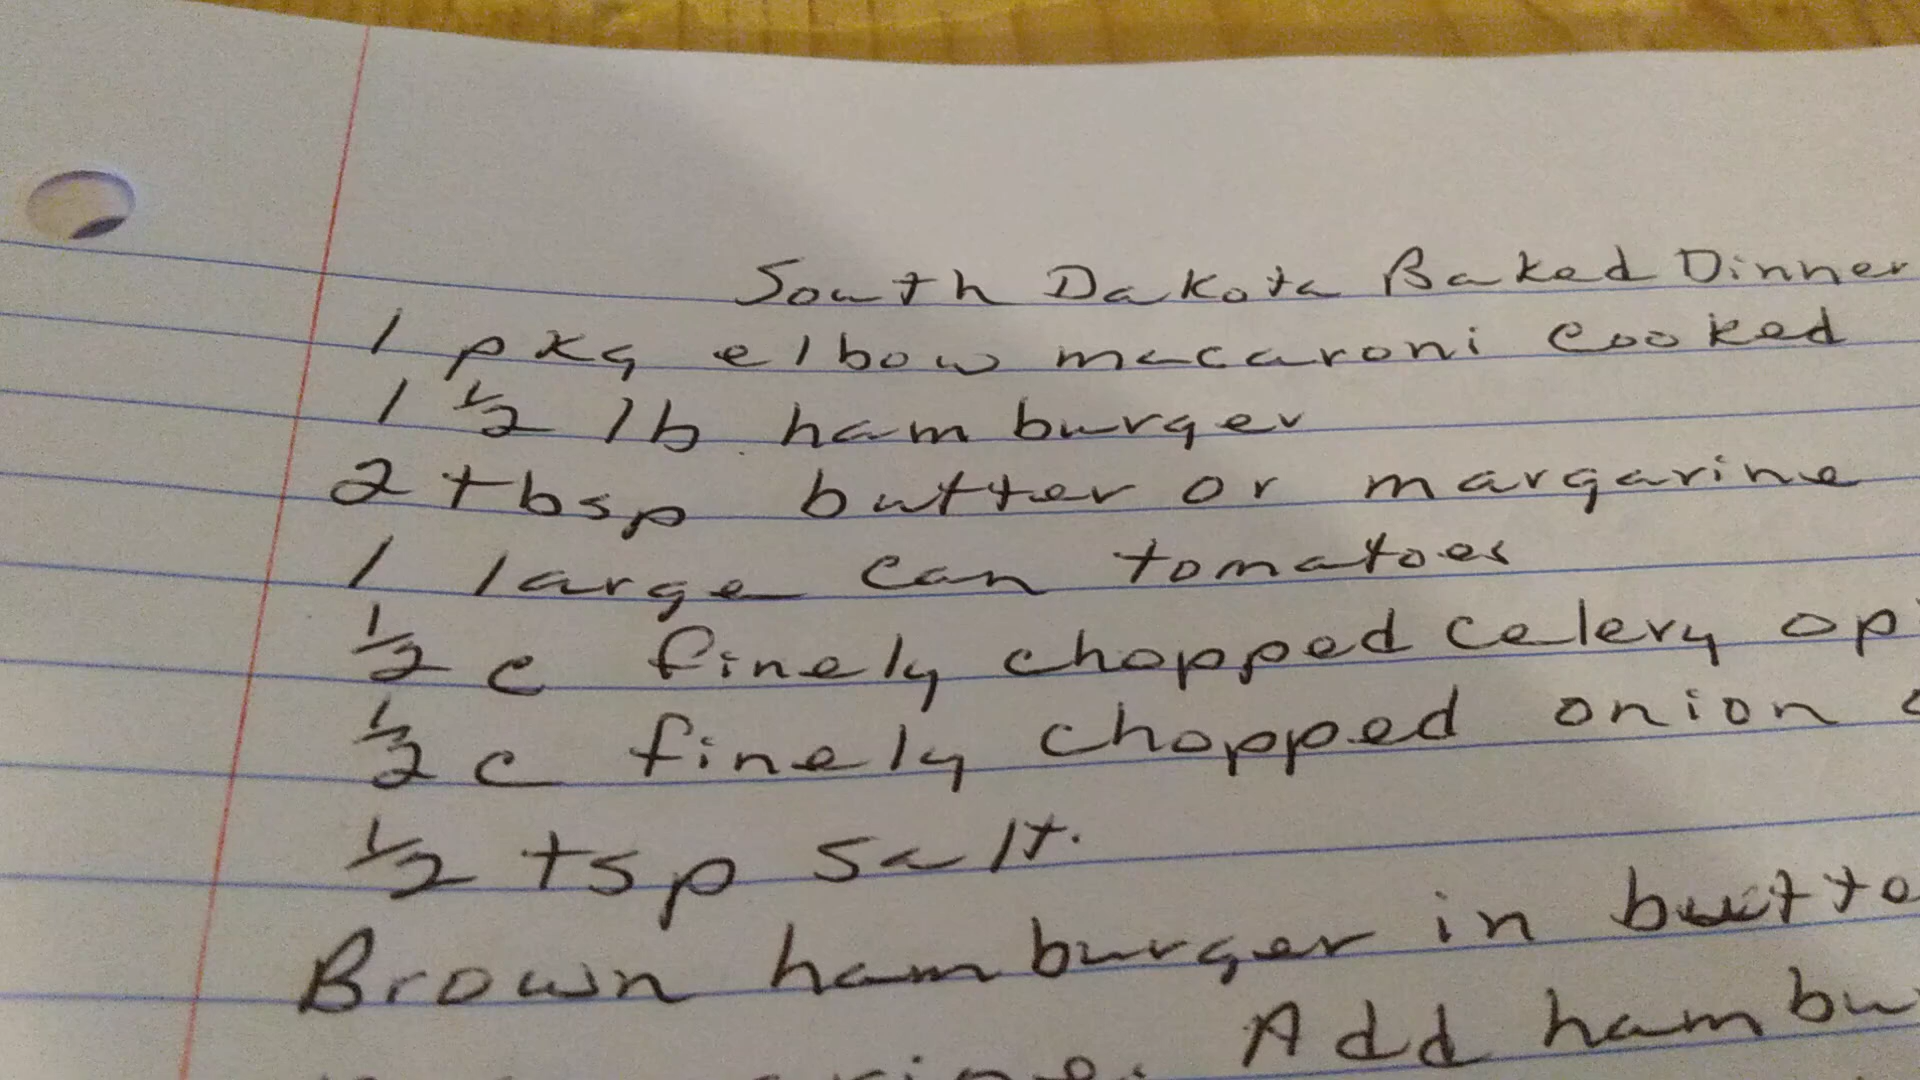 South Dakota Baked Dinner
1 pkg elbow macaroni cooked
1 1/2 lb hamburger
2 tbsp butter or margarine
1 large can tomatoes
1/2 c finely chopped celery op
1/2 c finely chopped onion
1/2 tsp salt.
Brown hamburger in butte
Add hambu